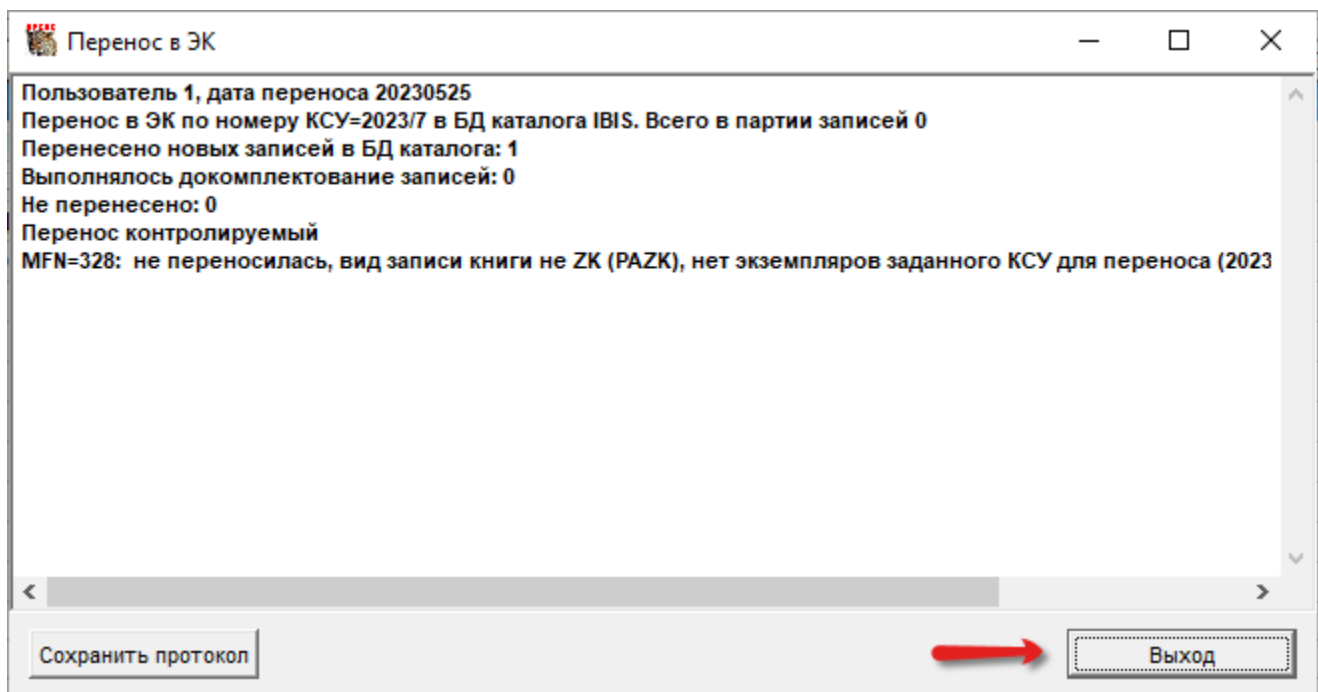 ИРБИС
Перенос в ЭК
Пользователь 1, дата переноса 20230525
Перенос в ЭК по номеру КСУ=2023/7 в БД каталога IBIS. Всего в партии записей 0
Перенесено новых записей в БД каталога: 1
Выполнялось докомплектование записей: 0
Не перенесено: 0
Перенос контролируемый
MFN=328:  не переносилась, вид записи книги не ZK (PAZK), нет экземпляров заданного КСУ для переноса (2023
Сохранить протокол
Выход